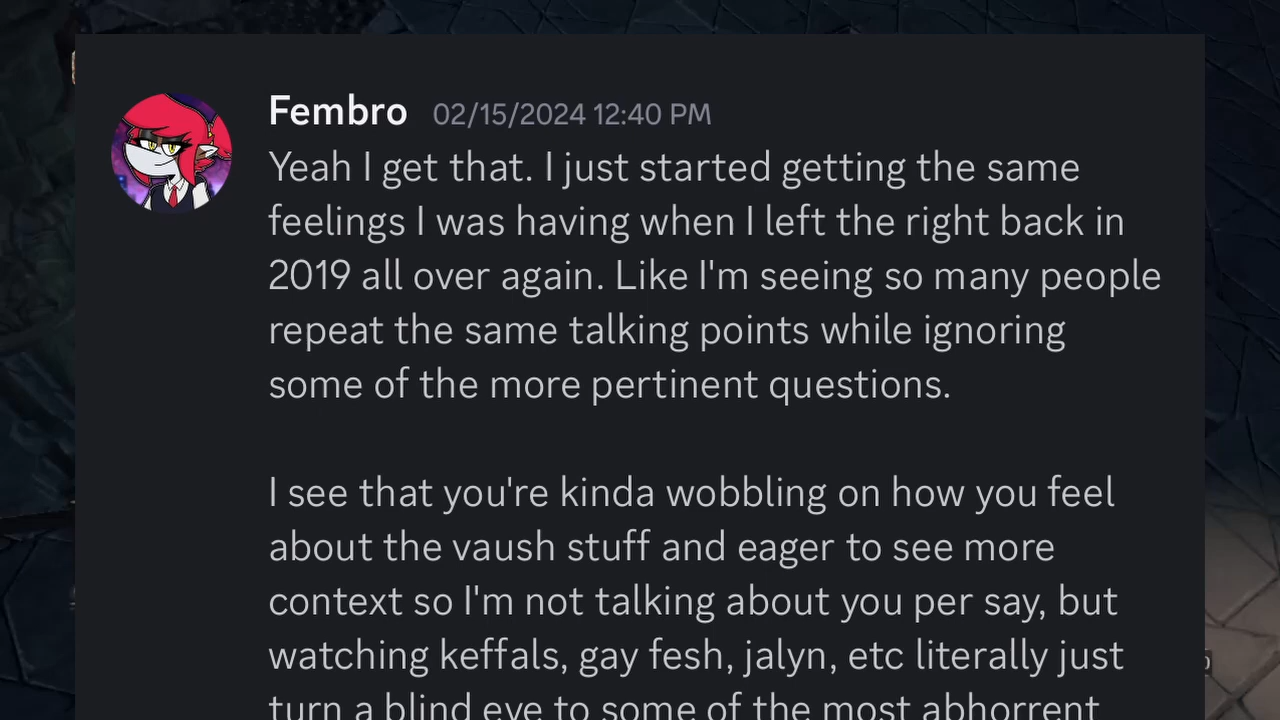 Fembro 02/15/2024 12:40 PM
Yeah I get that. I just started getting the same
feelings I was having when I left the right back in
2019 all over again. Like I'm seeing so many people
repeat the same talking points while ignoring
some of the more pertinent questions.
I see that you're kinda wobbling on how you feel
about the vaush stuff and eager to see more
context so I'm not talking about you per say, but
watching keffals, gay fesh, jalyn, etc literally just
turn a blind eye to some of the most abhorrent